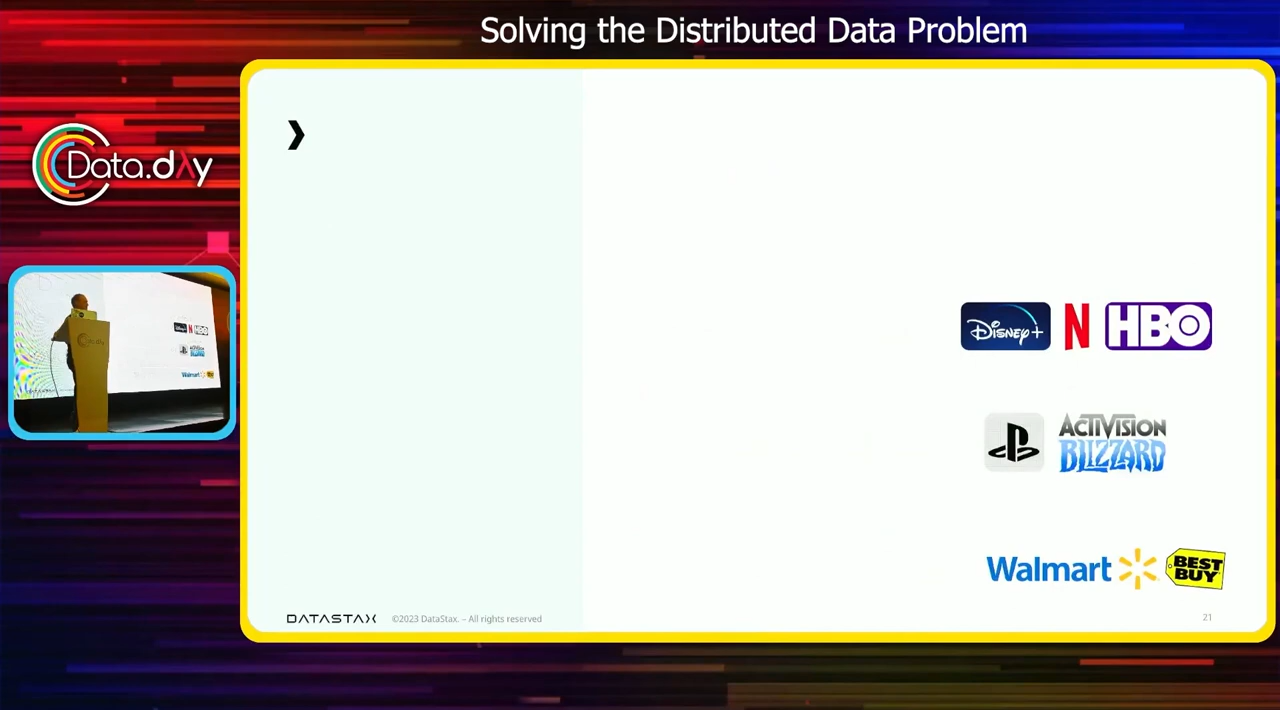 Solving the Distributed Data Problem
Data.dλy
❯
Disney+ N HBO
ACTIVISION
BLIZZARD
Walmart BEST BUY
DATASTAX ©2023 DataStax. – All rights reserved
21